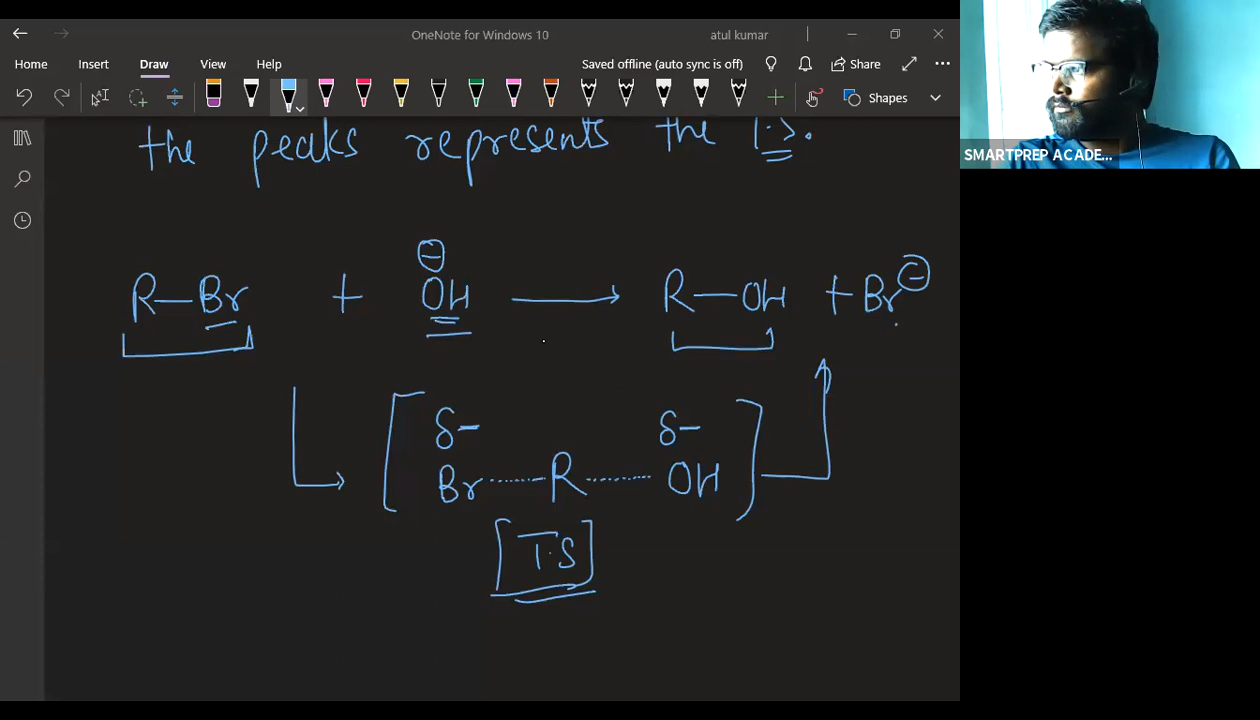 OneNote for Windows 10
atul kumar
Home Insert Draw View Help
Saved offline (auto sync is off)
Share
Shapes
SMARTPREP ACADE...
the peaks represents the T.S.
R—Br + OH⊖ ⟶ R—OH + Br⊖
δ− δ−
Br······R······OH
[T.S]